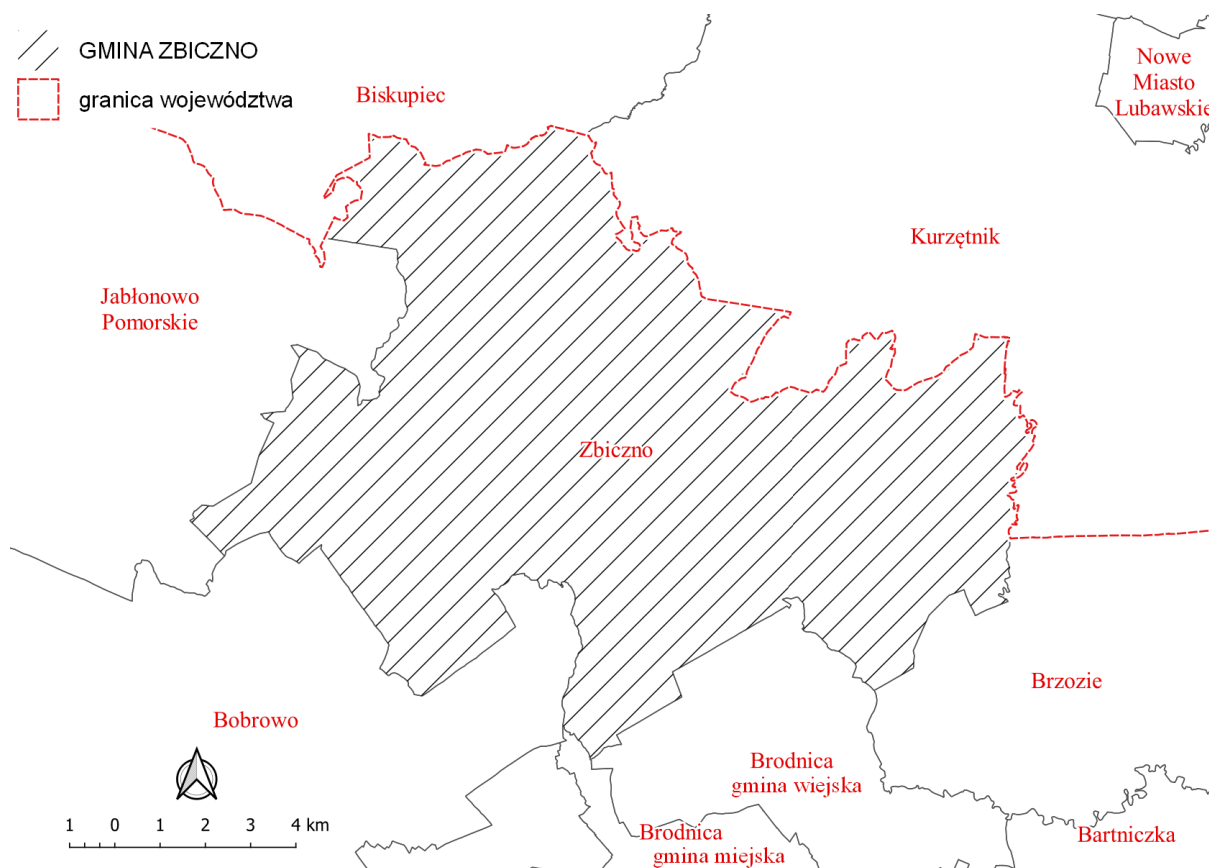 GMINA ZBICZNO
granica województwa
Biskupiec
Nowe
Miasto
Lubawskie
Kurzętnik
Jabłonowo
Pomorskie
Zbiczno
Brzozie
Bobrowo
Brodnica
gmina wiejska
1 0 1 2 3 4 km
Brodnica
gmina miejska
Bartniczka